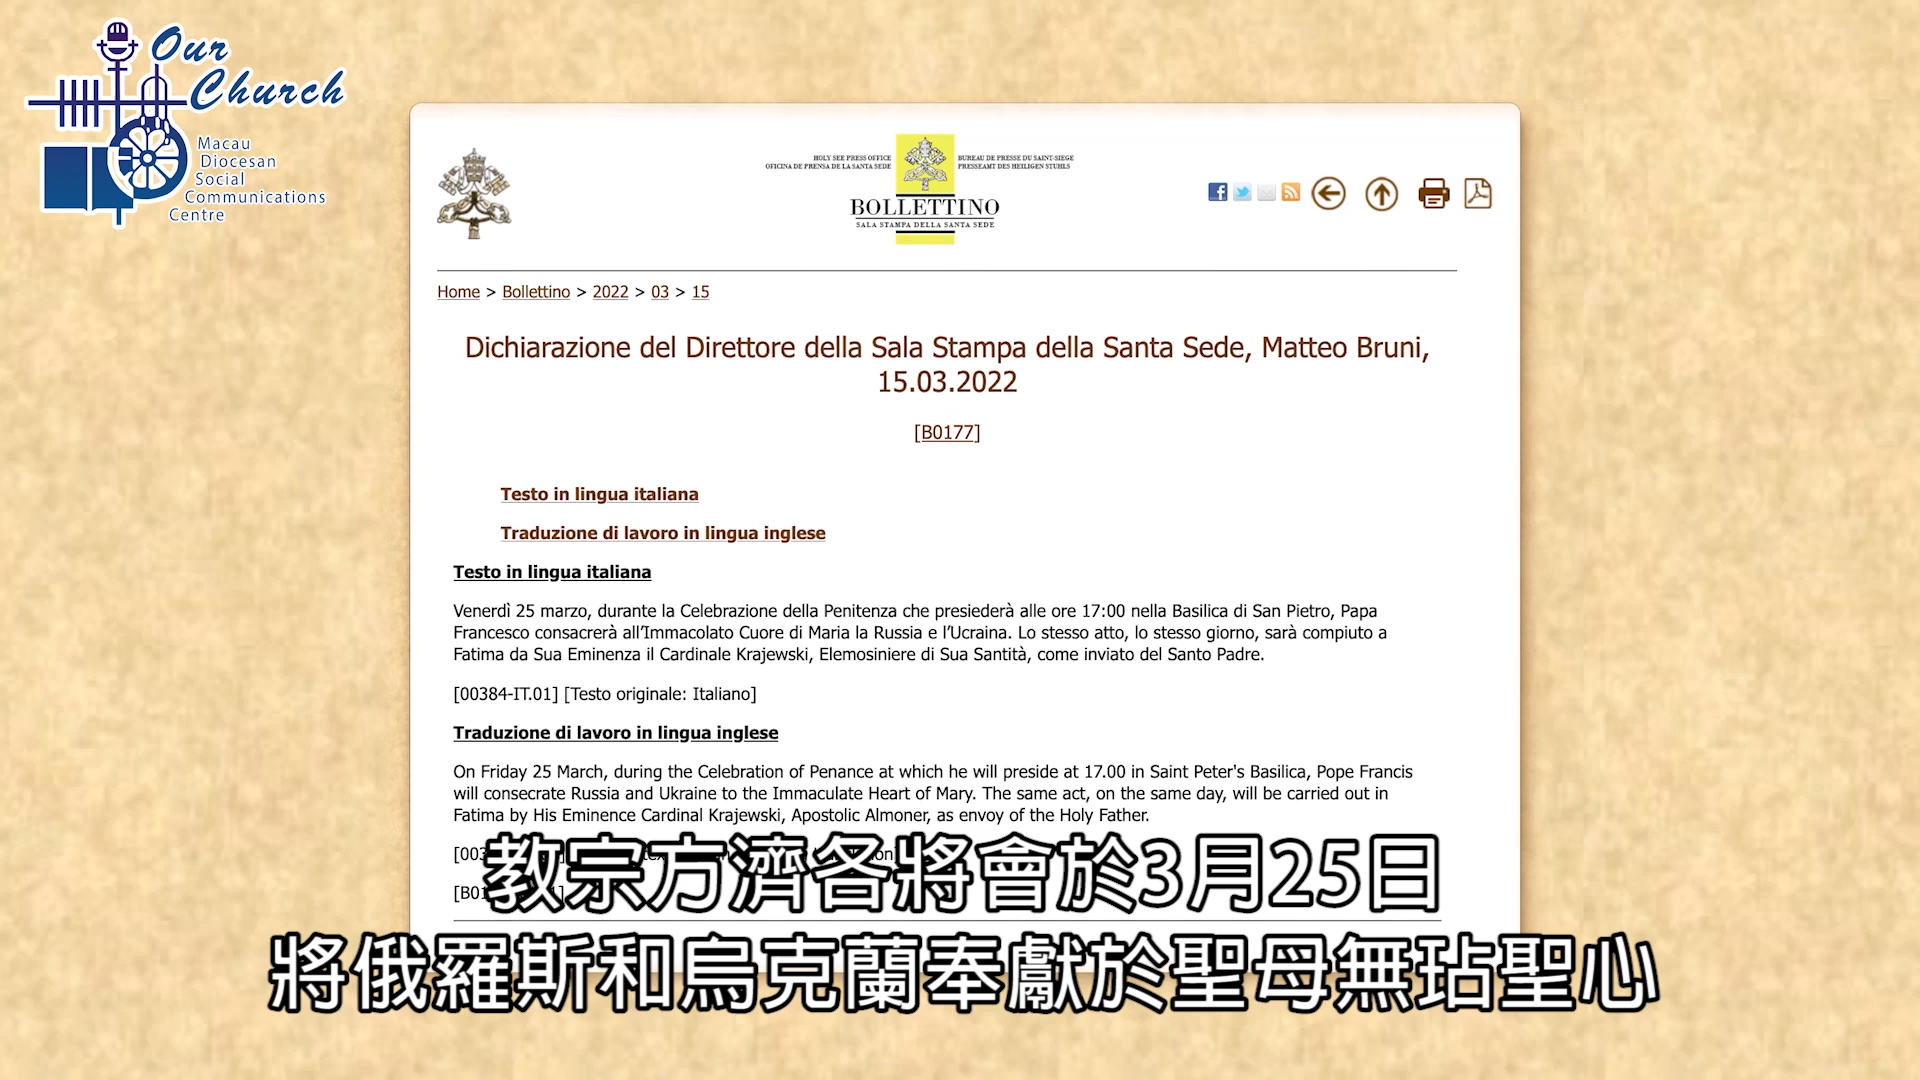 Our
Church
Macau
Diocesan
Social
Communications
Centre
HOLY SEE PRESS OFFICE
OFICINA DE PRENSA DE LA SANTA SEDE
BUREAU DE PRESSE DU SAINT-SIEGE
PRESSEAMT DES HEILIGEN STUHLS
BOLLETTINO
SALA STAMPA DELLA SANTA SEDE
Home > Bollettino > 2022 > 03 > 15
Dichiarazione del Direttore della Sala Stampa della Santa Sede, Matteo Bruni,
15.03.2022
[B0177]
Testo in lingua italiana
Traduzione di lavoro in lingua inglese
Testo in lingua italiana
Venerdì 25 marzo, durante la Celebrazione della Penitenza che presiederà alle ore 17:00 nella Basilica di San Pietro, Papa
Francesco consacrerà all’Immacolato Cuore di Maria la Russia e l’Ucraina. Lo stesso atto, lo stesso giorno, sarà compiuto a
Fatima da Sua Eminenza il Cardinale Krajewski, Elemosiniere di Sua Santità, come inviato del Santo Padre.
[00384-IT.01] [Testo originale: Italiano]
Traduzione di lavoro in lingua inglese
On Friday 25 March, during the Celebration of Penance at which he will preside at 17.00 in Saint Peter's Basilica, Pope Francis
will consecrate Russia and Ukraine to the Immaculate Heart of Mary. The same act, on the same day, will be carried out in
Fatima by His Eminence Cardinal Krajewski, Apostolic Almoner, as envoy of the Holy Father.
教宗方濟各將會於3月25日
將俄羅斯和烏克蘭奉獻於聖母無玷聖心